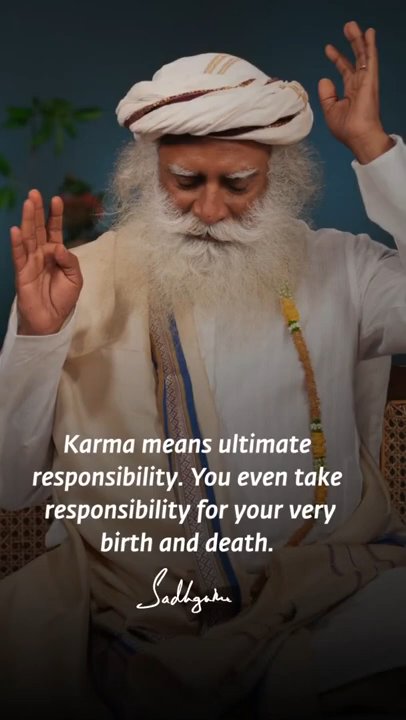 Karma means ultimate
responsibility. You even take
responsibility for your very
birth and death.
Sadhguru